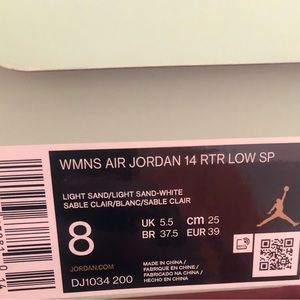 WMNS AIR JORDAN 14 RTR LOW SP
LIGHT SAND/LIGHT SAND-WHITE
SABLE CLAIR/BLANC/SABLE CLAIR
8
UK 5.5 cm 25
BR 37.5 EUR 39
JORDAN.COM
DJ1034 200
MADE IN CHINA /
FABRIQUE EN CHINE /
FABRICADO NA CHINA /
HECHO EN CHINA